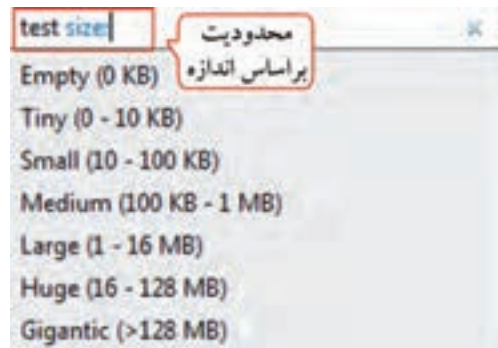 test size:
محدودیت
براساس اندازه
Empty (0 KB)
Tiny (0 - 10 KB)
Small (10 - 100 KB)
Medium (100 KB - 1 MB)
Large (1 - 16 MB)
Huge (16 - 128 MB)
Gigantic (>128 MB)